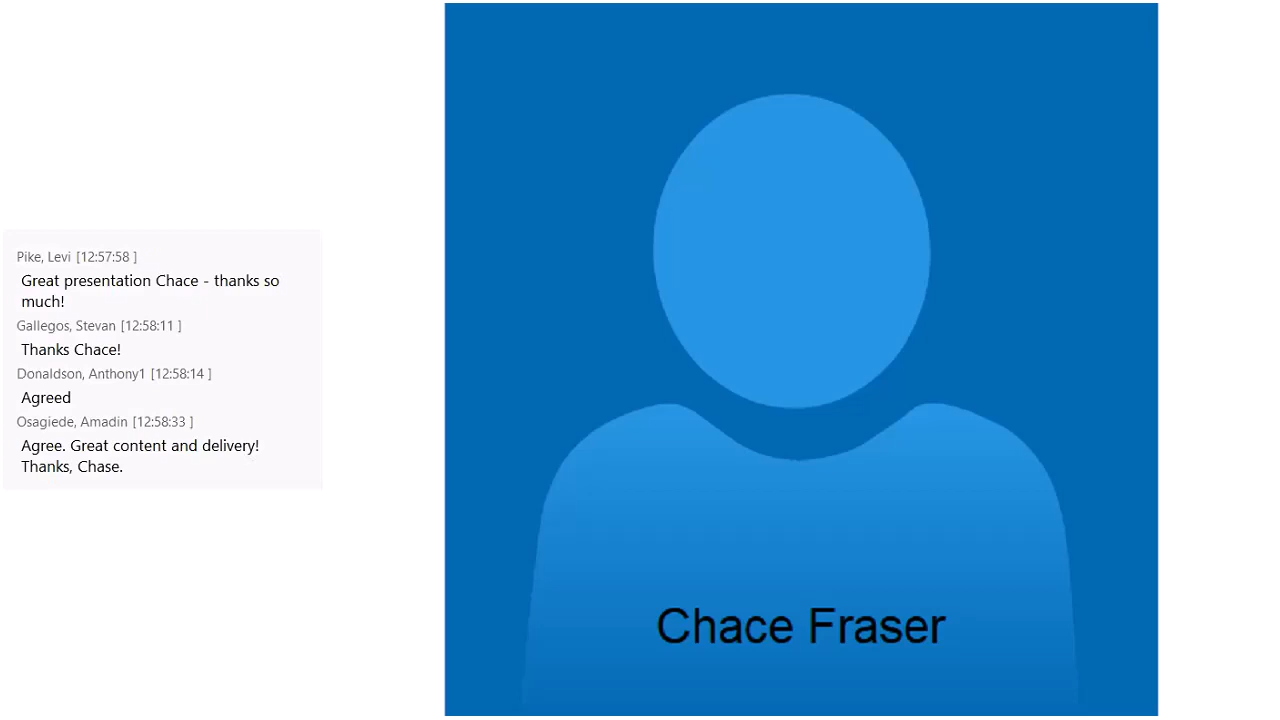 Pike, Levi [12:57:58 ]
Great presentation Chace - thanks so
much!
Gallegos, Stevan [12:58:11 ]
Thanks Chace!
Donaldson, Anthony1 [12:58:14 ]
Agreed
Osagiede, Amadin [12:58:33 ]
Agree. Great content and delivery!
Thanks, Chase.
Chace Fraser